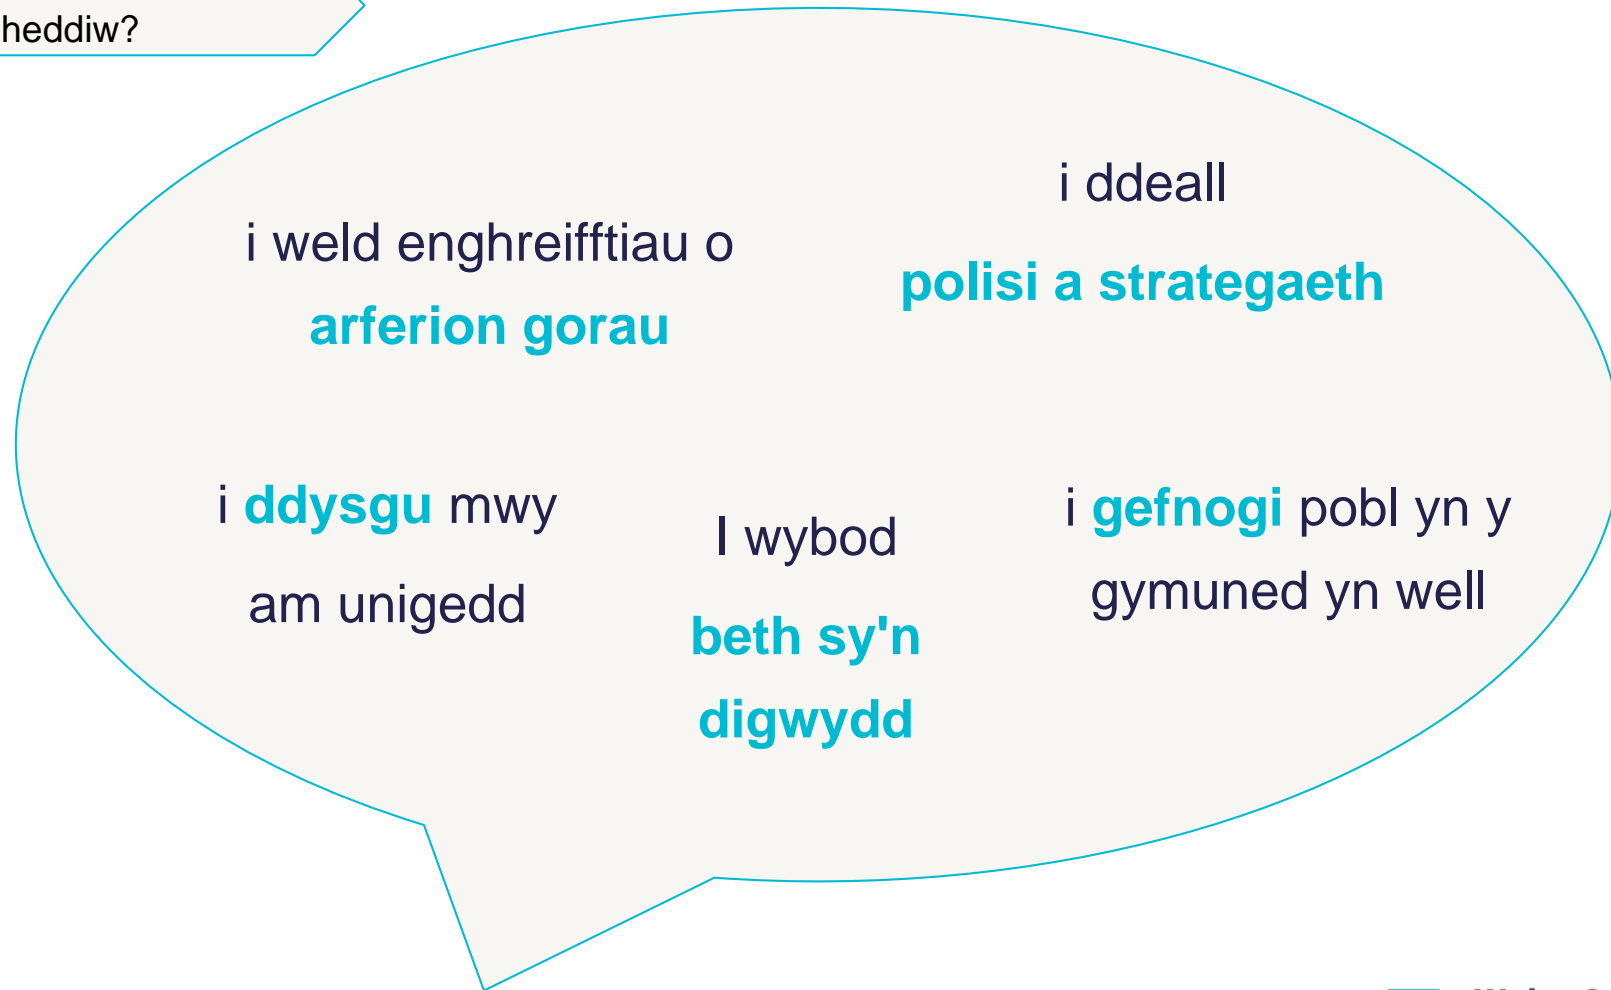 heddiw?
i weld enghreifftiau o
arferion gorau
i ddeall
polisi a strategaeth
i ddysgu mwy
am unigedd
I wybod
beth sy'n
digwydd
i gefnogi pobl yn y
gymuned yn well